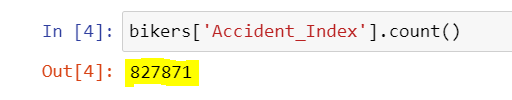 In [4]: bikers['Accident_Index'].count()
Out[4]: 827871